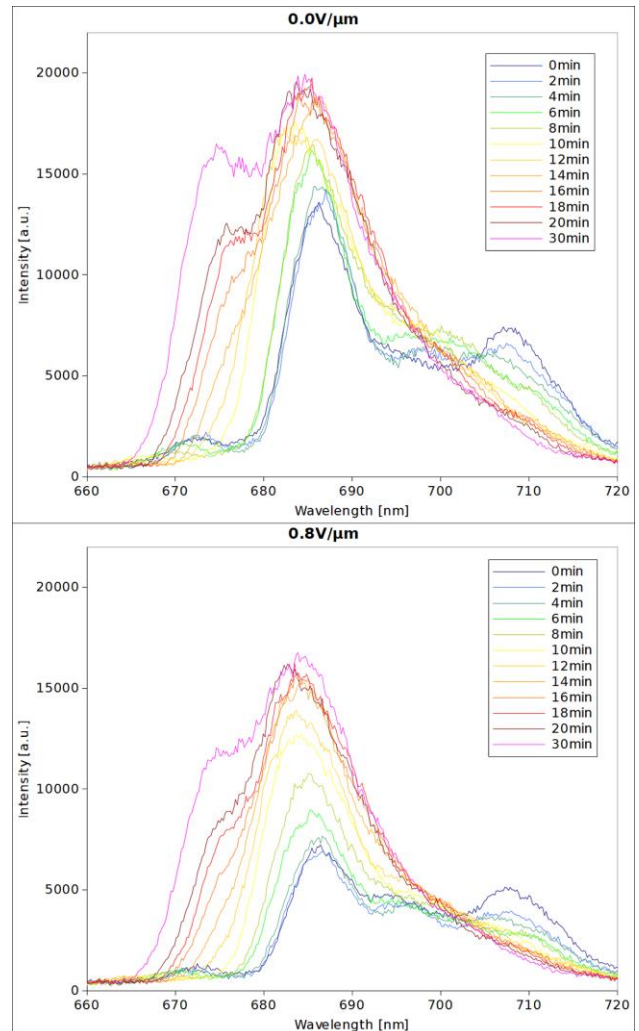 0.0V/µm
20000
15000
10000
5000
0
Intensity [a.u.]
0min
2min
4min
6min
8min
10min
12min
14min
16min
18min
20min
30min
660 670 680 690 700 710 720
Wavelength [nm]
0.8V/µm
20000
15000
10000
5000
0
Intensity [a.u.]
0min
2min
4min
6min
8min
10min
12min
14min
16min
18min
20min
30min
660 670 680 690 700 710 720
Wavelength [nm]